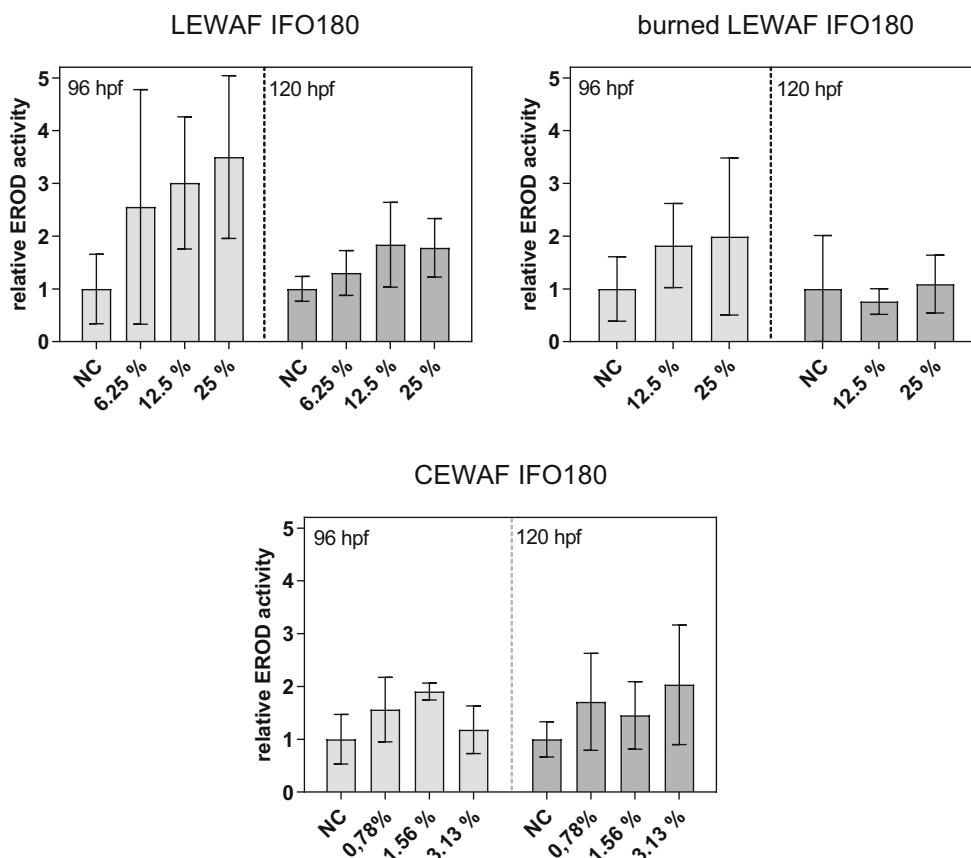 LEWAF IFO180
relative EROD activity
5
4
3
2
1
0
96 hpf
120 hpf
NC
6.25 %
12.5 %
25 %
NC
6.25 %
12.5 %
25 %
burned LEWAF IFO180
relative EROD activity
5
4
3
2
1
0
96 hpf
120 hpf
NC
12.5 %
25 %
NC
12.5 %
25 %
CEWAF IFO180
relative EROD activity
5
4
3
2
1
0
96 hpf
120 hpf
NC
0,78%
1.56 %
3.13 %
NC
0,78%
1.56 %
3.13 %